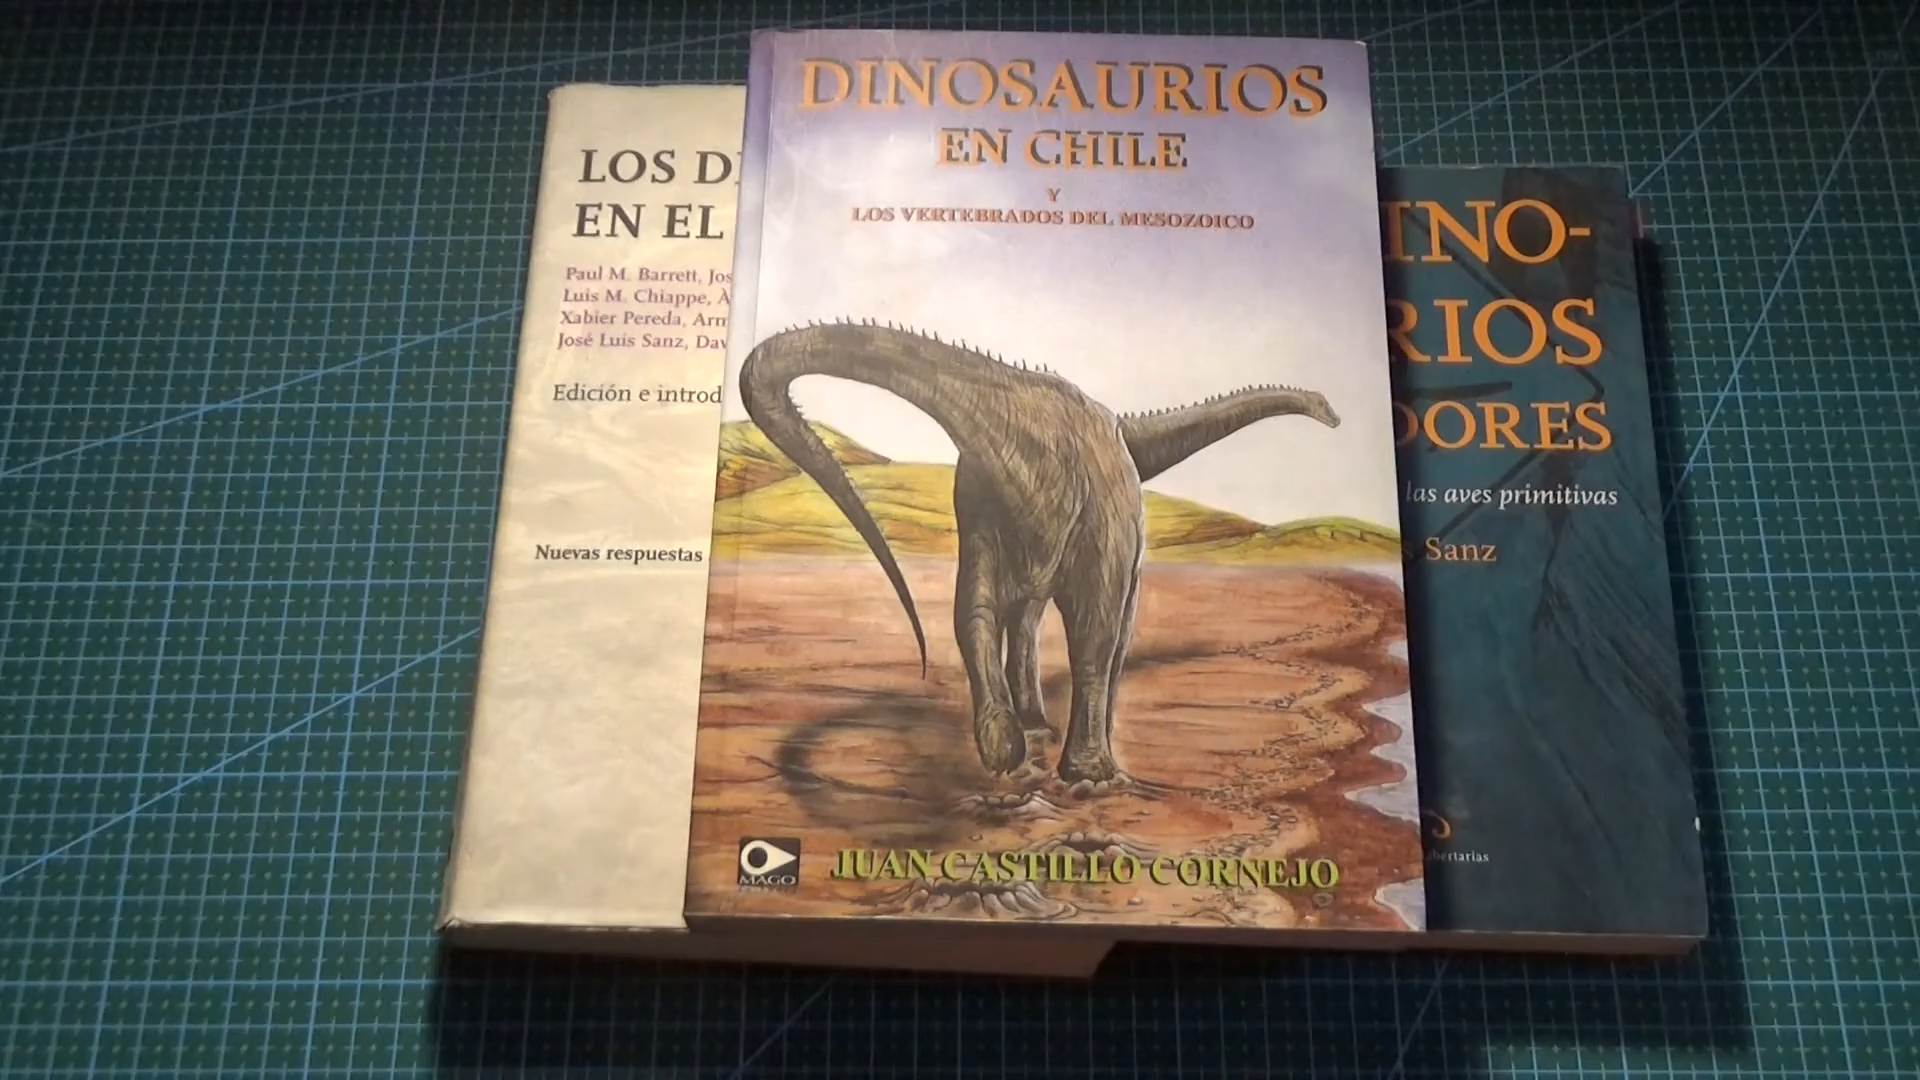 LOS D
EN EL
Paul M. Barrett, Jos
Luis M. Chiappe, À
Xabier Pereda, Arm
José Luis Sanz, Dav
Edición e introd
Nuevas respuestas
DINOSAURIOS
EN CHILE
Y
LOS VERTEBRADOS DEL MESOZOICO
MAGO
JUAN CASTILLO CORNEJO
INO-
RIOS
DORES
las aves primitivas
s Sanz
libertarias